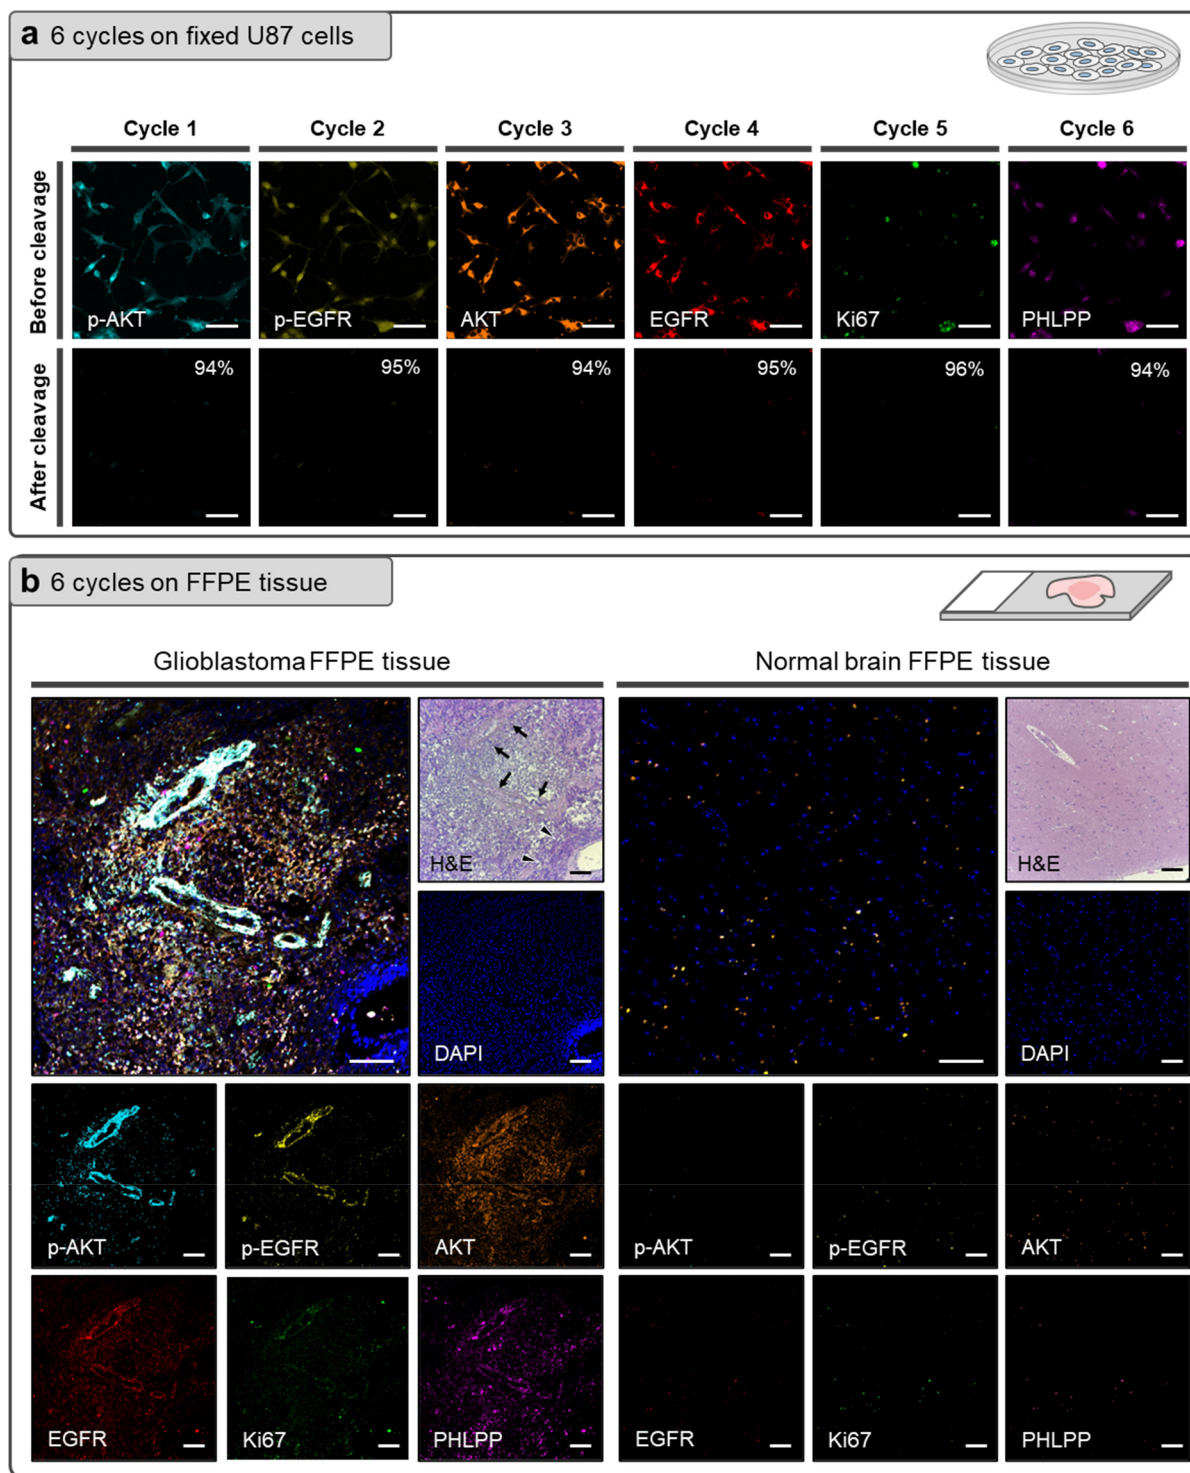 a 6 cycles on fixed U87 cells
Cycle 1 Cycle 2 Cycle 3 Cycle 4 Cycle 5 Cycle 6
Before cleavage
p-AKT p-EGFR AKT EGFR Ki67 PHLPP
After cleavage
94% 95% 94% 95% 96% 94%
b 6 cycles on FFPE tissue
Glioblastoma FFPE tissue Normal brain FFPE tissue
H&E H&E
DAPI DAPI
p-AKT p-EGFR AKT p-AKT p-EGFR AKT
EGFR Ki67 PHLPP EGFR Ki67 PHLPP